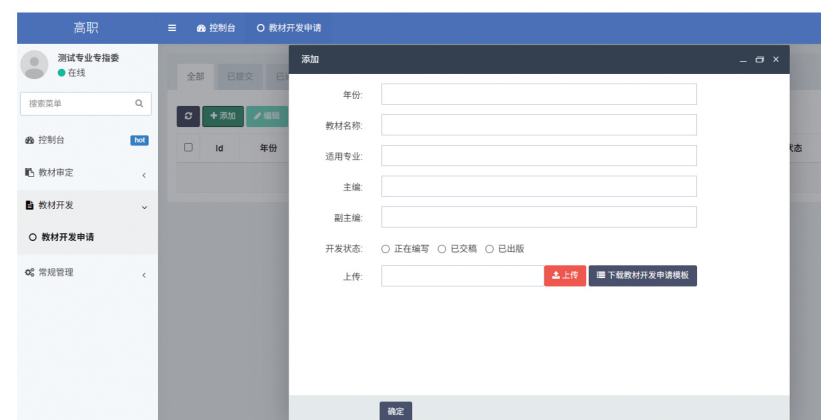 高职
控制台
教材开发申请
测试专业专指委
在线
搜索菜单
控制台
hot
教材审定
教材开发
教材开发申请
常规管理
全部
已提交
添加
编辑
Id
年份
状态
添加
年份:
教材名称:
适用专业:
主编:
副主编:
开发状态:
正在编写
已交稿
已出版
上传:
上传
下载教材开发申请模板
确定